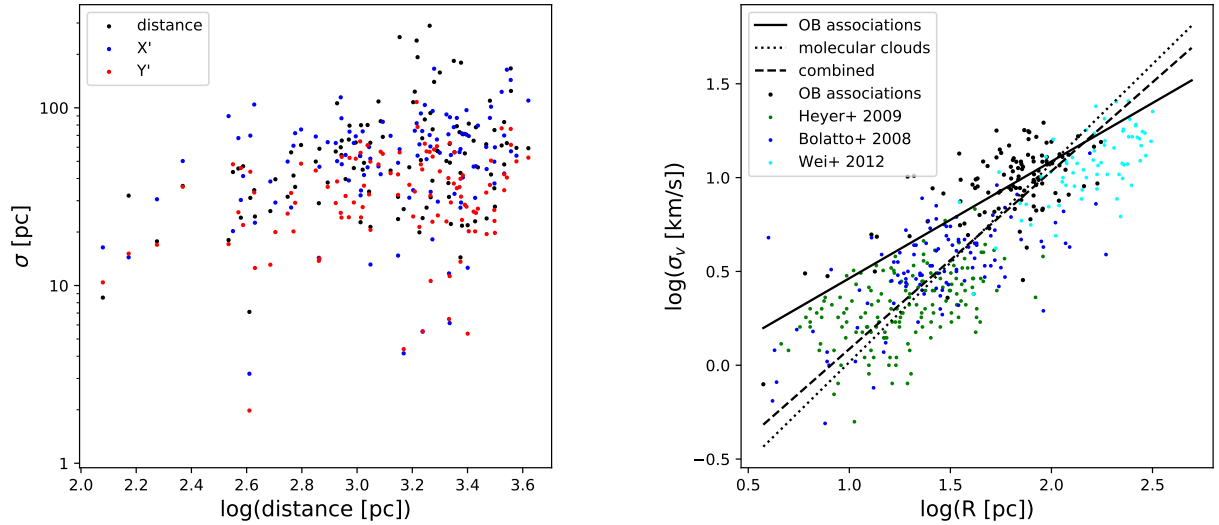 distance
X'
Y'
100
10
1
σ [pc]
2.0 2.2 2.4 2.6 2.8 3.0 3.2 3.4 3.6
log(distance [pc])
OB associations
molecular clouds
combined
OB associations
Heyer+ 2009
Bolatto+ 2008
Wei+ 2012
1.5
1.0
0.5
0.0
−0.5
log(σᵥ [km/s])
0.5 1.0 1.5 2.0 2.5
log(R [pc])